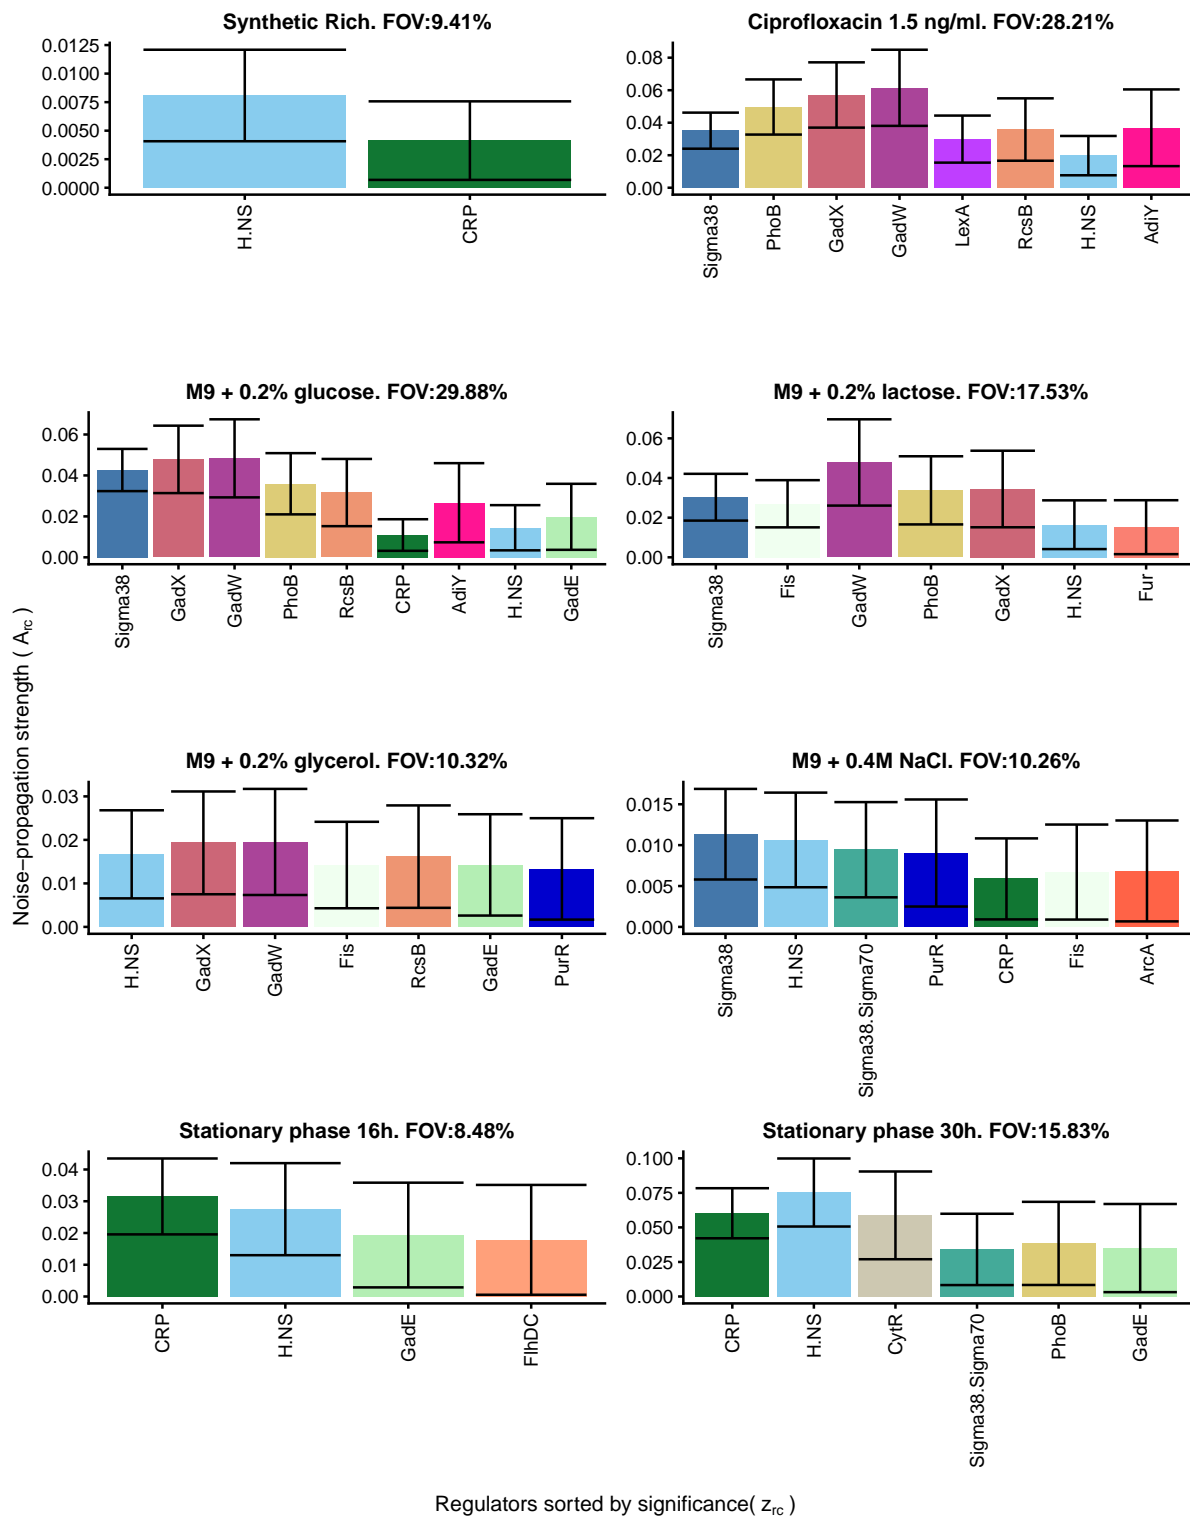 Synthetic Rich. FOV:9.41%
0.0125
0.0100
0.0075
0.0050
0.0025
0.0000
H.NS
CRP
Ciprofloxacin 1.5 ng/ml. FOV:28.21%
0.08
0.06
0.04
0.02
0.00
Sigma38
PhoB
GadX
GadW
LexA
RcsB
H.NS
AdiY
M9 + 0.2% glucose. FOV:29.88%
0.06
0.04
0.02
0.00
Sigma38
GadX
GadW
PhoB
RcsB
CRP
AdiY
H.NS
GadE
M9 + 0.2% lactose. FOV:17.53%
0.06
0.04
0.02
0.00
Sigma38
Fis
GadW
PhoB
GadX
H.NS
Fur
Noise−propagation strength ( A_rc )
M9 + 0.2% glycerol. FOV:10.32%
0.03
0.02
0.01
0.00
H.NS
GadX
GadW
Fis
RcsB
GadE
PurR
M9 + 0.4M NaCl. FOV:10.26%
0.015
0.010
0.005
0.000
Sigma38
H.NS
Sigma38.Sigma70
PurR
CRP
Fis
ArcA
Stationary phase 16h. FOV:8.48%
0.04
0.03
0.02
0.01
0.00
CRP
H.NS
GadE
FlhDC
Stationary phase 30h. FOV:15.83%
0.100
0.075
0.050
0.025
0.000
CRP
H.NS
CytR
Sigma38.Sigma70
PhoB
GadE
Regulators sorted by significance( z_rc )